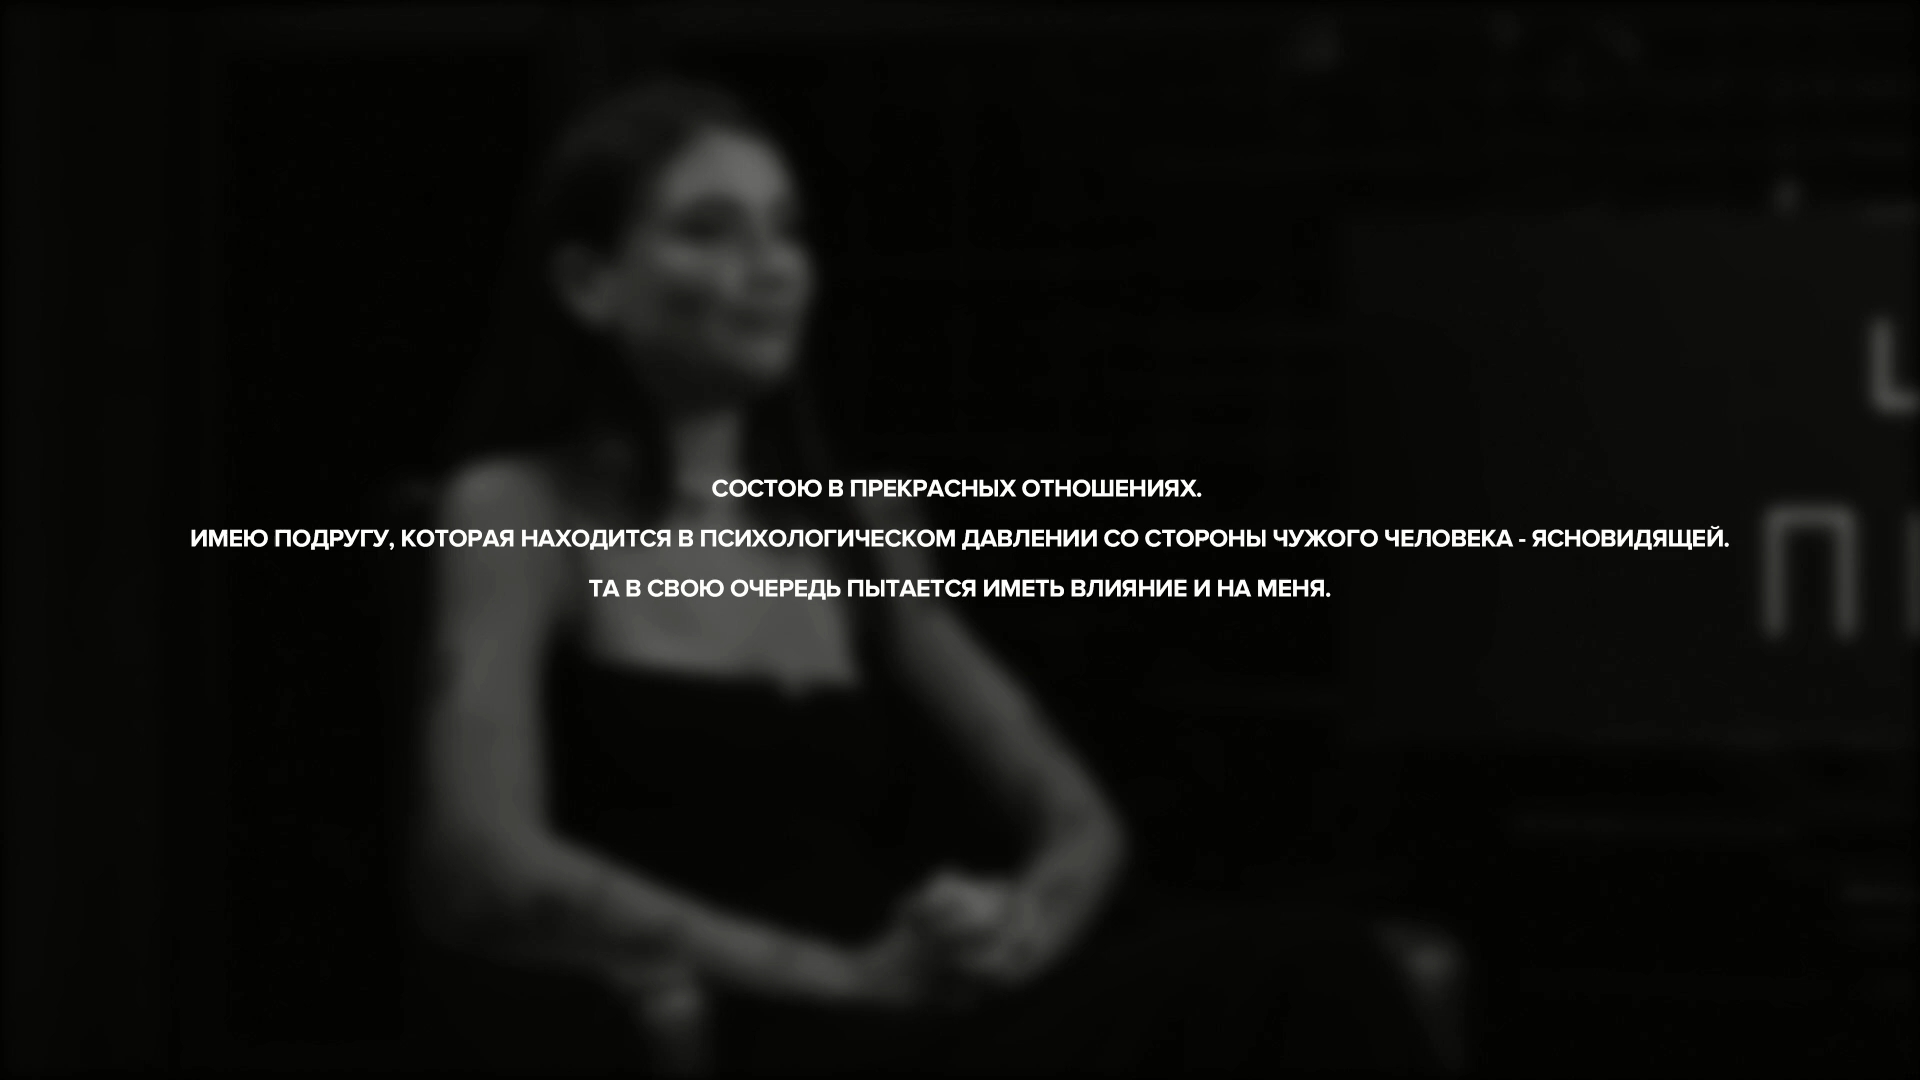 СОСТОЮ В ПРЕКРАСНЫХ ОТНОШЕНИЯХ.
ИМЕЮ ПОДРУГУ, КОТОРАЯ НАХОДИТСЯ В ПСИХОЛОГИЧЕСКОМ ДАВЛЕНИИ СО СТОРОНЫ ЧУЖОГО ЧЕЛОВЕКА - ЯСНОВИДЯЩЕЙ.
ТА В СВОЮ ОЧЕРЕДЬ ПЫТАЕТСЯ ИМЕТЬ ВЛИЯНИЕ И НА МЕНЯ.